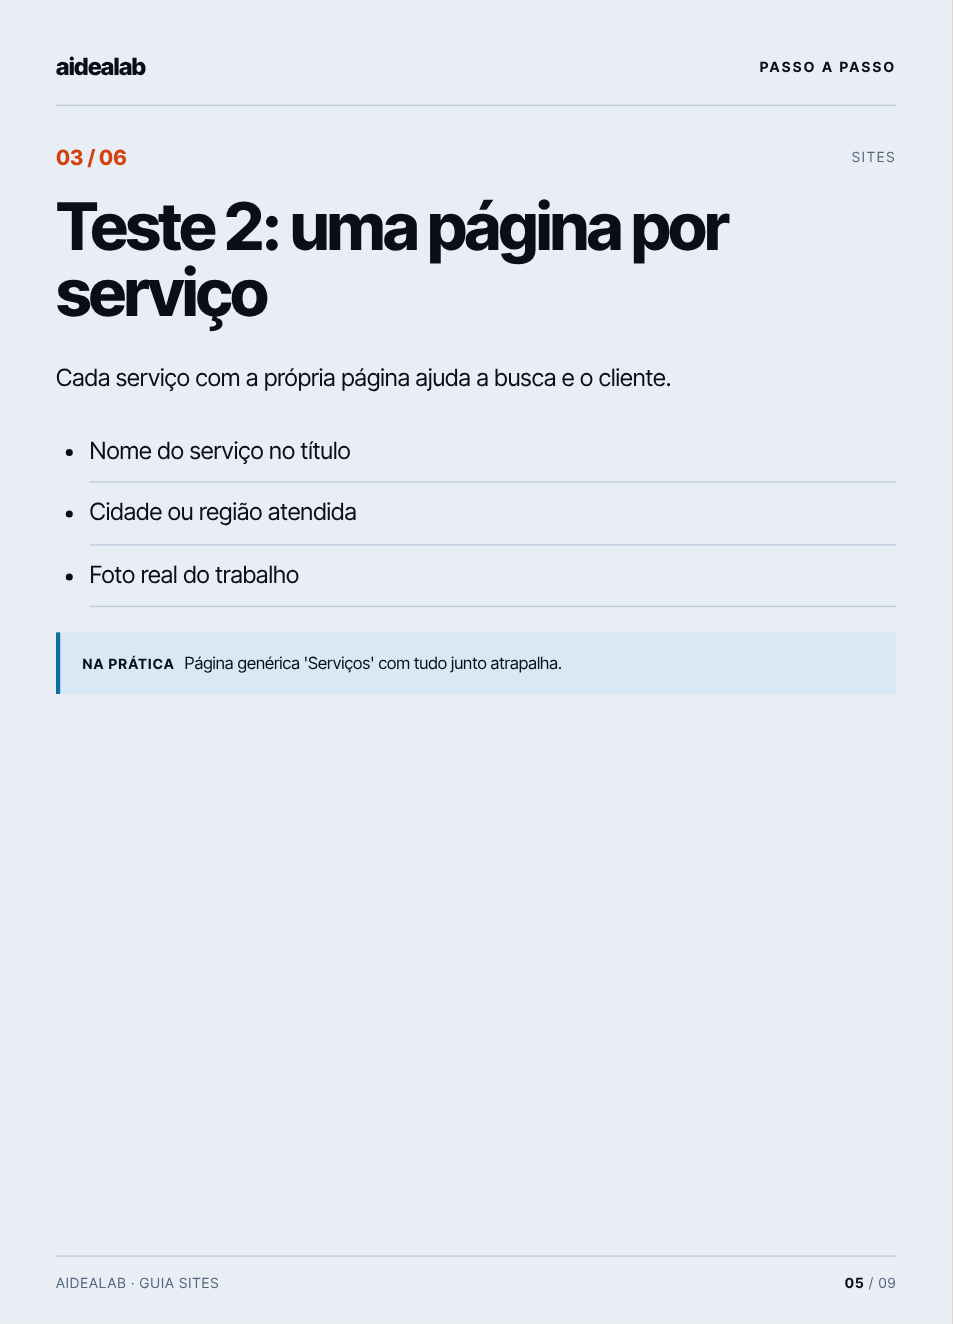 aidealab
PASSO A PASSO
03 / 06
SITES
Teste 2: uma página por
serviço
Cada serviço com a própria página ajuda a busca e o cliente.
• Nome do serviço no título
• Cidade ou região atendida
• Foto real do trabalho
NA PRÁTICA Página genérica 'Serviços' com tudo junto atrapalha.
AIDEALAB · GUIA SITES
05 / 09